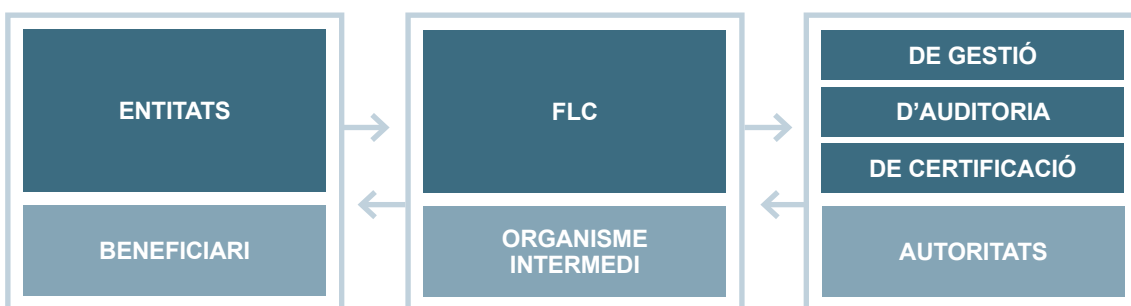 ENTITATS
BENEFICIARI
FLC
ORGANISME
INTERMEDI
DE GESTIÓ
D’AUDITORIA
DE CERTIFICACIÓ
AUTORITATS